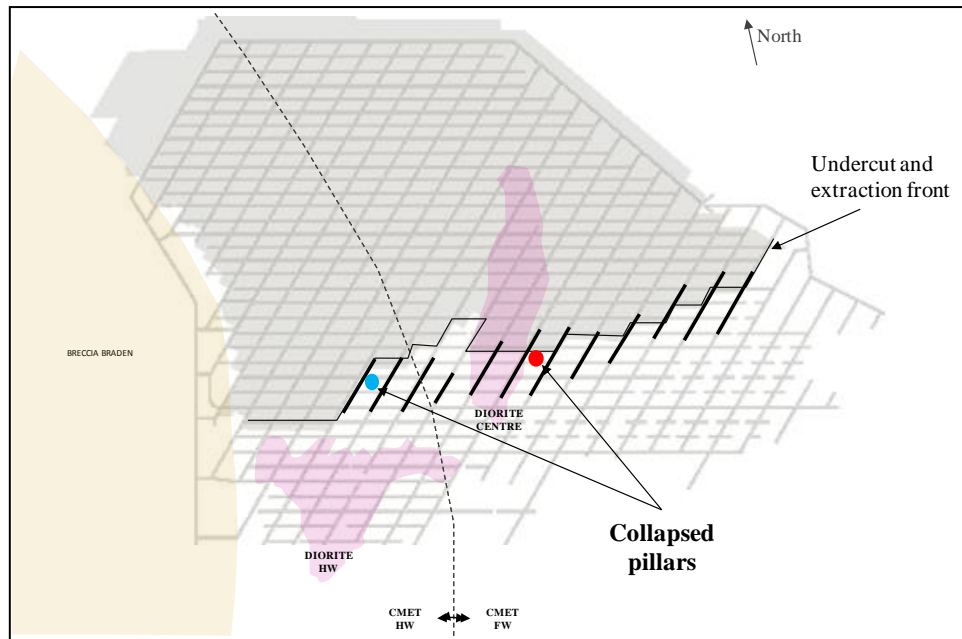 North
Undercut and
extraction front
BRECCIA BRADEN
DIORITE
CENTRE
Collapsed
pillars
DIORITE
HW
CMET
HW
CMET
FW